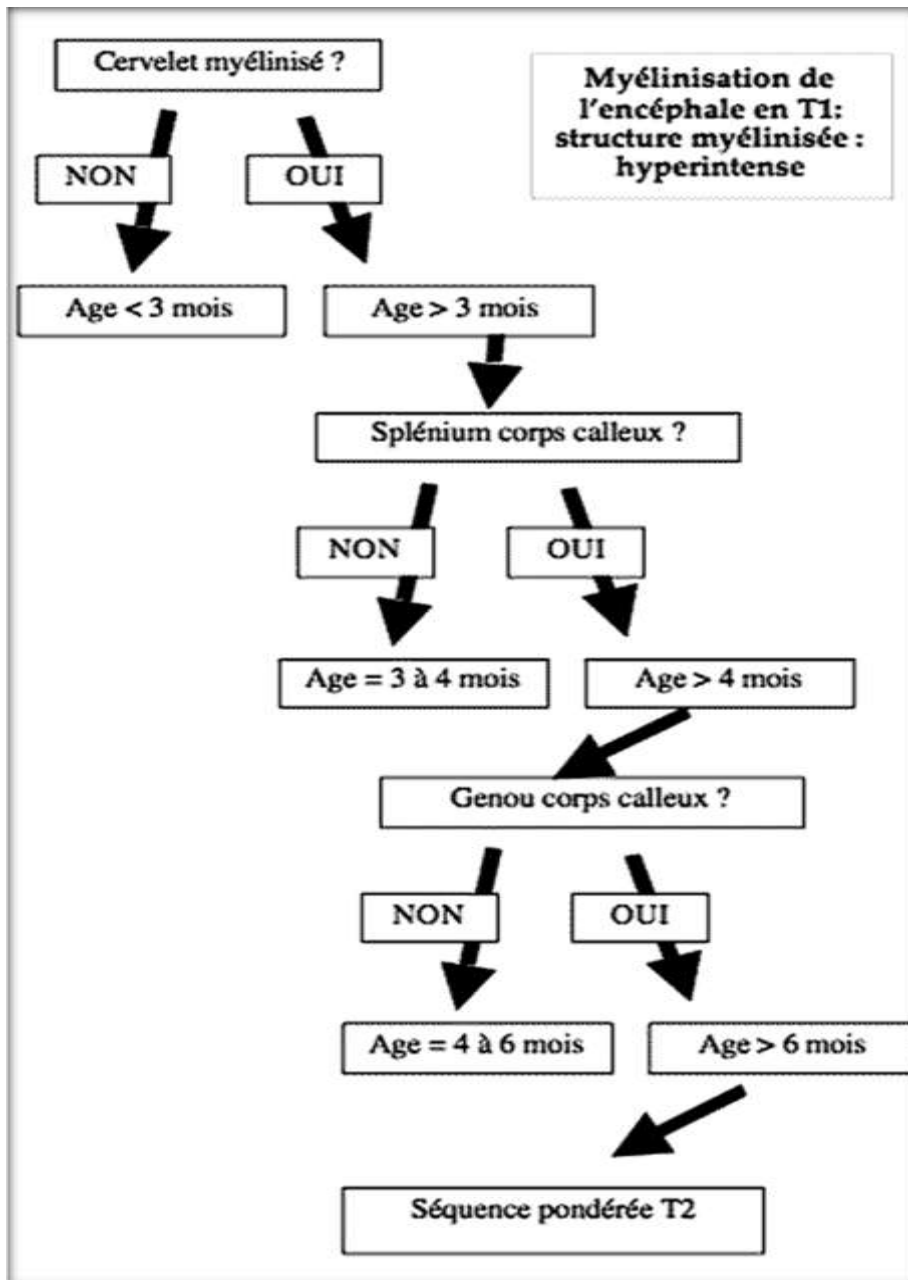 Cervelet myélinisé ?
Myélinisation de
l'encéphale en T1:
structure myélinisée :
hyperintense
NON
OUI
Age < 3 mois
Age > 3 mois
Splénium corps calleux ?
NON
OUI
Age = 3 à 4 mois
Age > 4 mois
Genou corps calleux ?
NON
OUI
Age = 4 à 6 mois
Age > 6 mois
Séquence pondérée T2